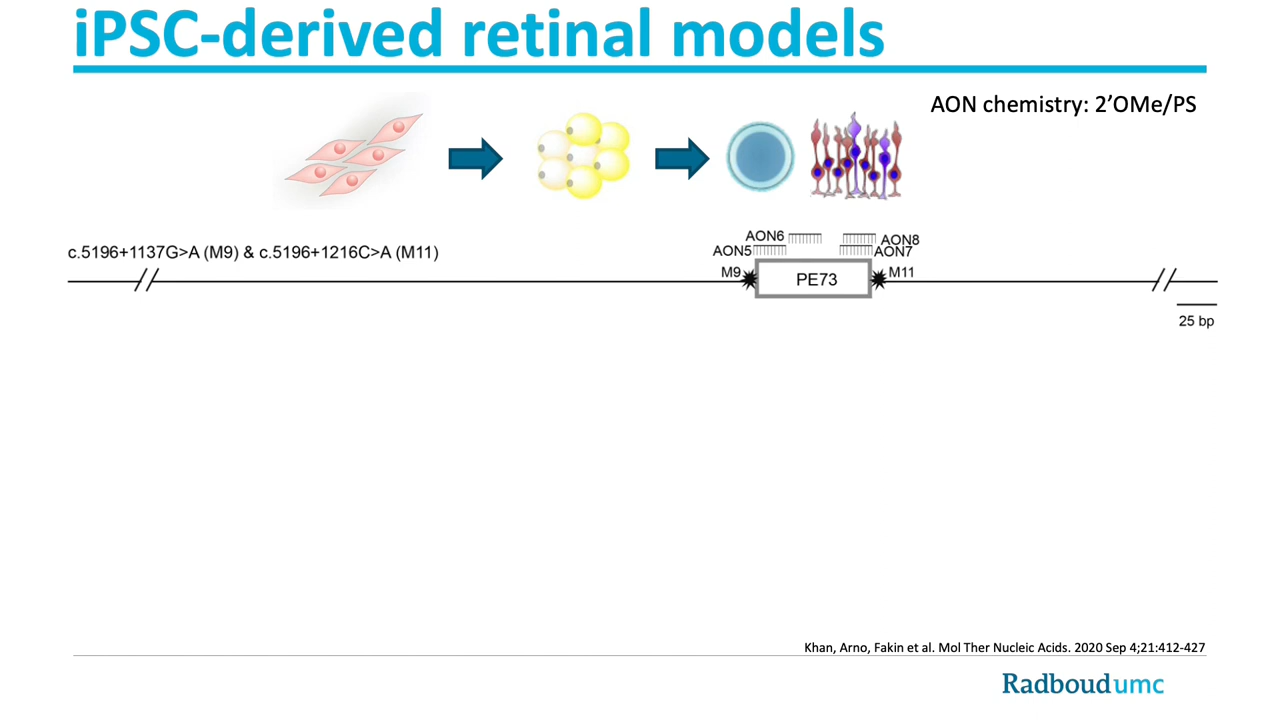 iPSC-derived retinal models
AON chemistry: 2’OMe/PS
c.5196+1137G>A (M9) & c.5196+1216C>A (M11)
AON6
AON8
AON5
AON7
M9
PE73
M11
25 bp
Khan, Arno, Fakin et al. Mol Ther Nucleic Acids. 2020 Sep 4;21:412-427
Radboudumc